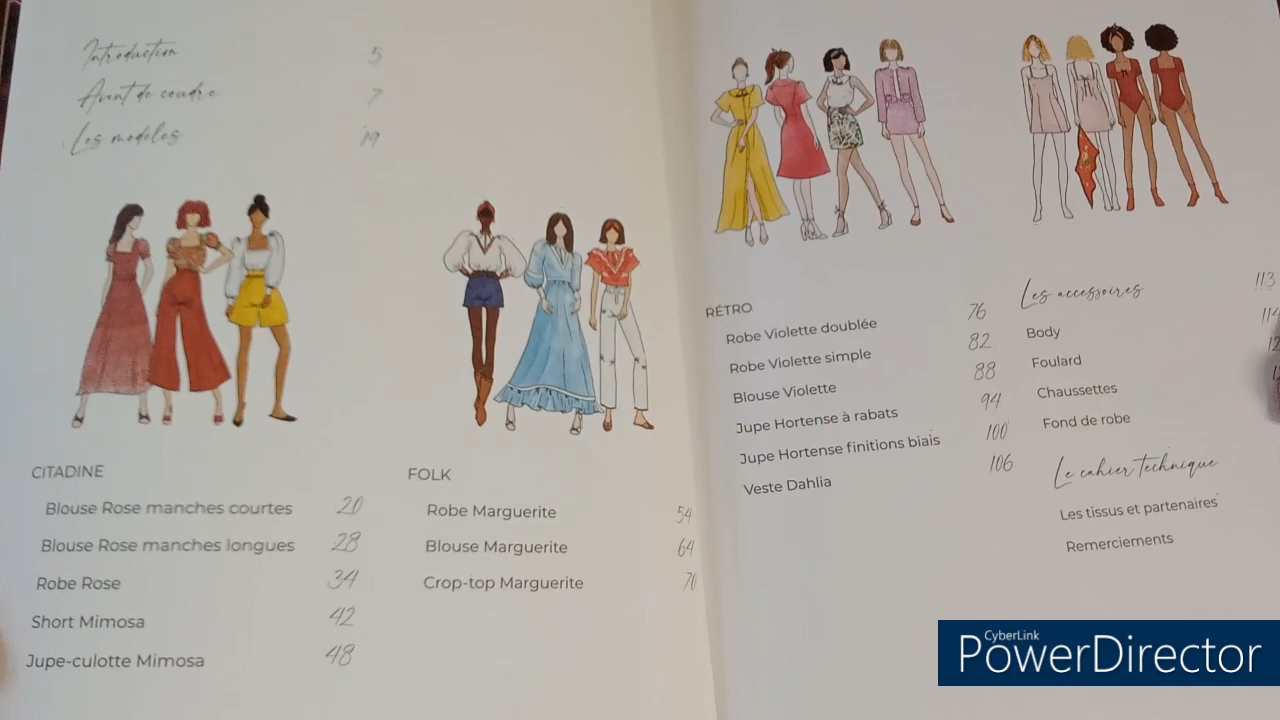 Introduction 5
Avant de coudre 7
Les modèles 19
CITADINE
Blouse Rose manches courtes 20
Blouse Rose manches longues 28
Robe Rose 34
Short Mimosa 42
Jupe-culotte Mimosa 48
FOLK
Robe Marguerite 54
Blouse Marguerite 64
Crop-top Marguerite 70
RÉTRO
Robe Violette doublée 76
Robe Violette simple 82
Blouse Violette 88
Jupe Hortense à rabats 94
Jupe Hortense finitions biais 100
Veste Dahlia 106
Les accessoires 113
Body
Foulard
Chaussettes
Fond de robe
Le cahier technique
Les tissus et partenaires
Remerciements
CyberLink
PowerDirector